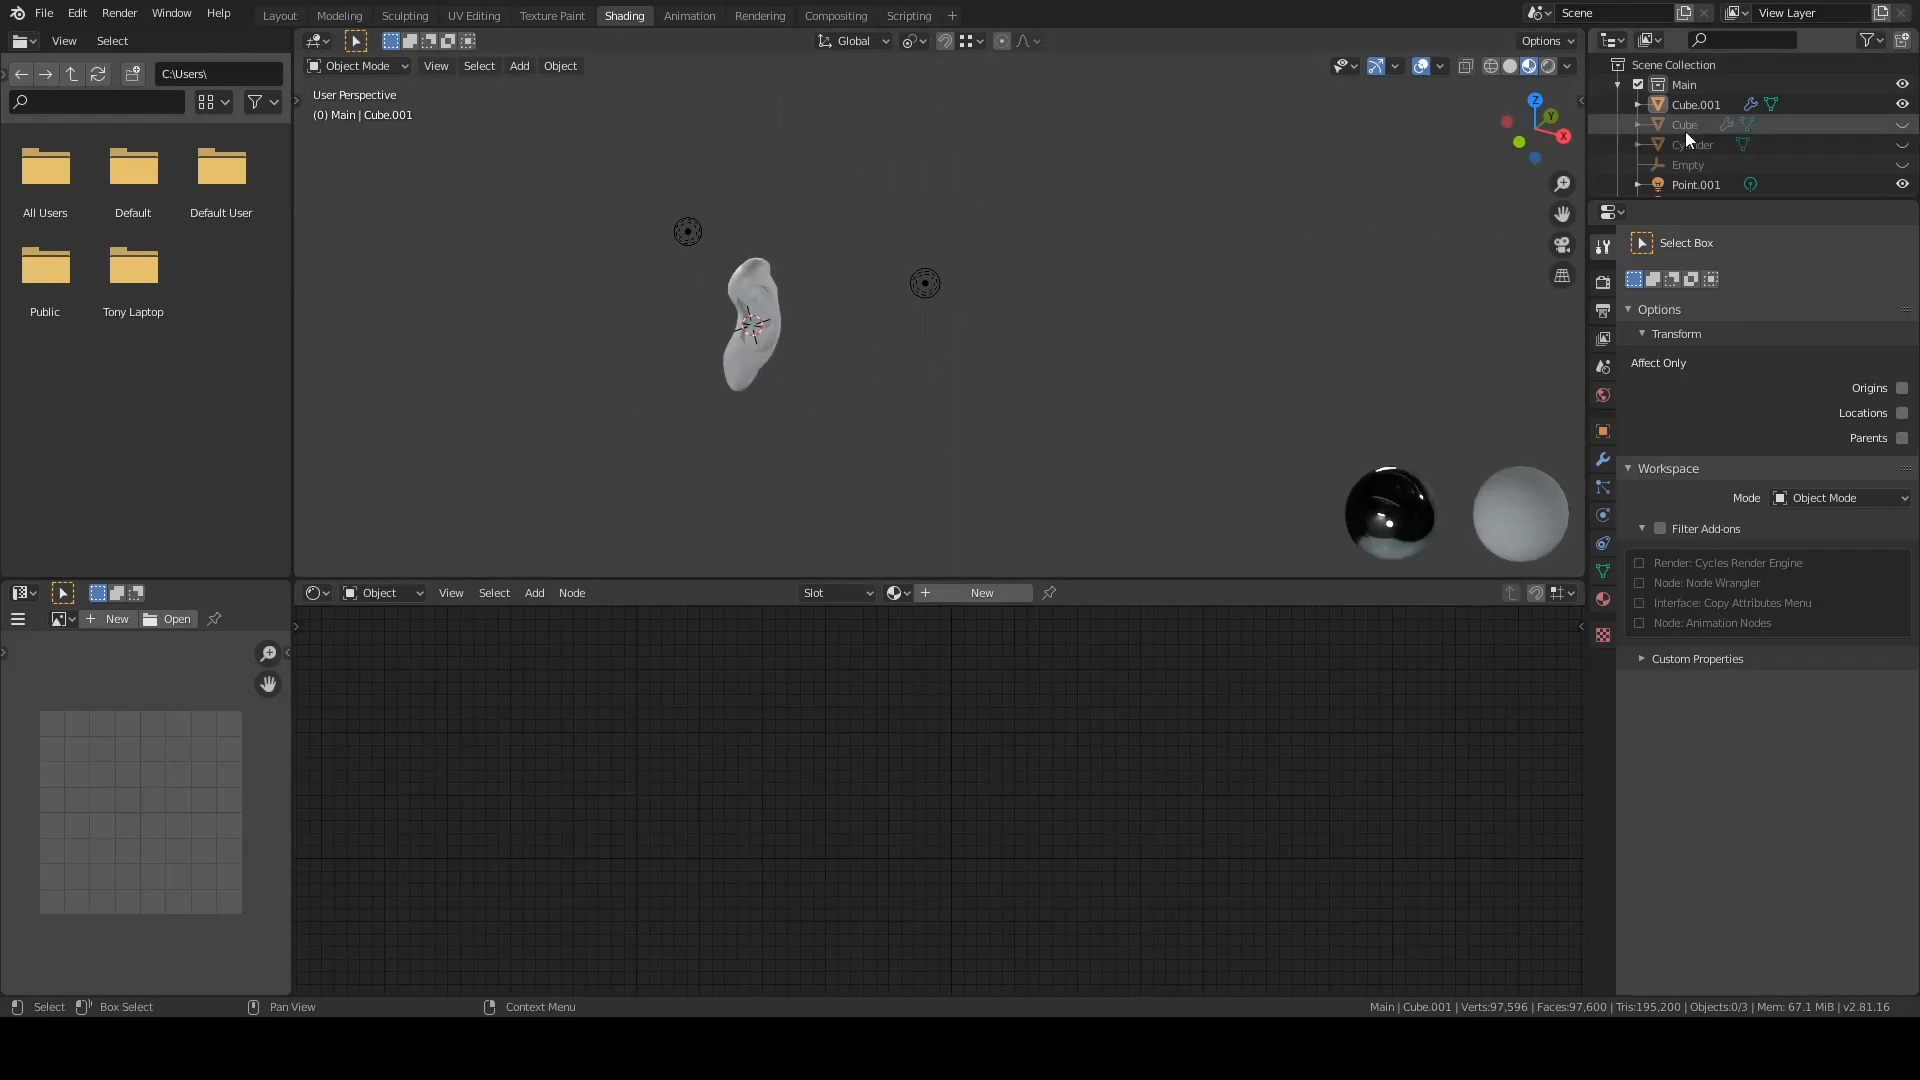 File Edit Render Window Help
Layout Modeling Sculpting UV Editing Texture Paint Shading Animation Rendering Compositing Scripting +
Scene
View Layer
View Select
C:\Users\
All Users Default Default User
Public Tony Laptop
Global
Options
Object Mode View Select Add Object
User Perspective
(0) Main | Cube.001
Z
Y
X
Scene Collection
Main
Cube.001
Cube
Empty
Point.001
Select Box
Options
Transform
Affect Only
Origins
Locations
Parents
Workspace
Mode Object Mode
Filter Add-ons
Render: Cycles Render Engine
Node: Node Wrangler
Interface: Copy Attributes Menu
Node: Animation Nodes
Custom Properties
New Open
Object View Select Add Node Slot New
Select Box Select Pan View Context Menu
Main | Cube.001 | Verts:97,596 | Faces:97,600 | Tris:195,200 | Objects:0/3 | Mem: 67.1 MiB | v2.81.16